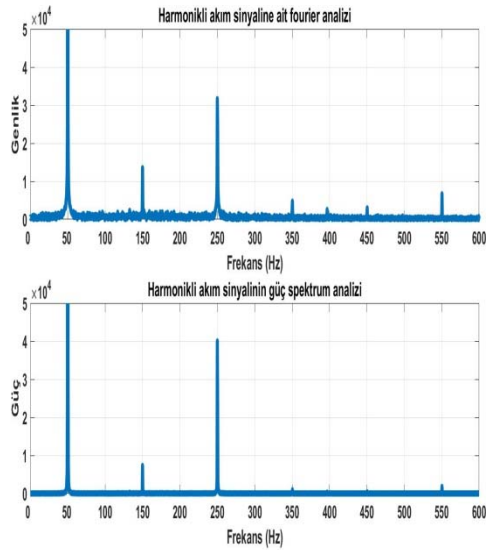 Harmonikli akım sinyaline ait fourier analizi
×10⁴
5
4
3
2
1
0
Genlik
0 50 100 150 200 250 300 350 400 450 500 550 600
Frekans (Hz)
Harmonikli akım sinyalinin güç spektrum analizi
×10⁴
5
4
3
2
1
0
Güç
0 50 100 150 200 250 300 350 400 450 500 550 600
Frekans (Hz)